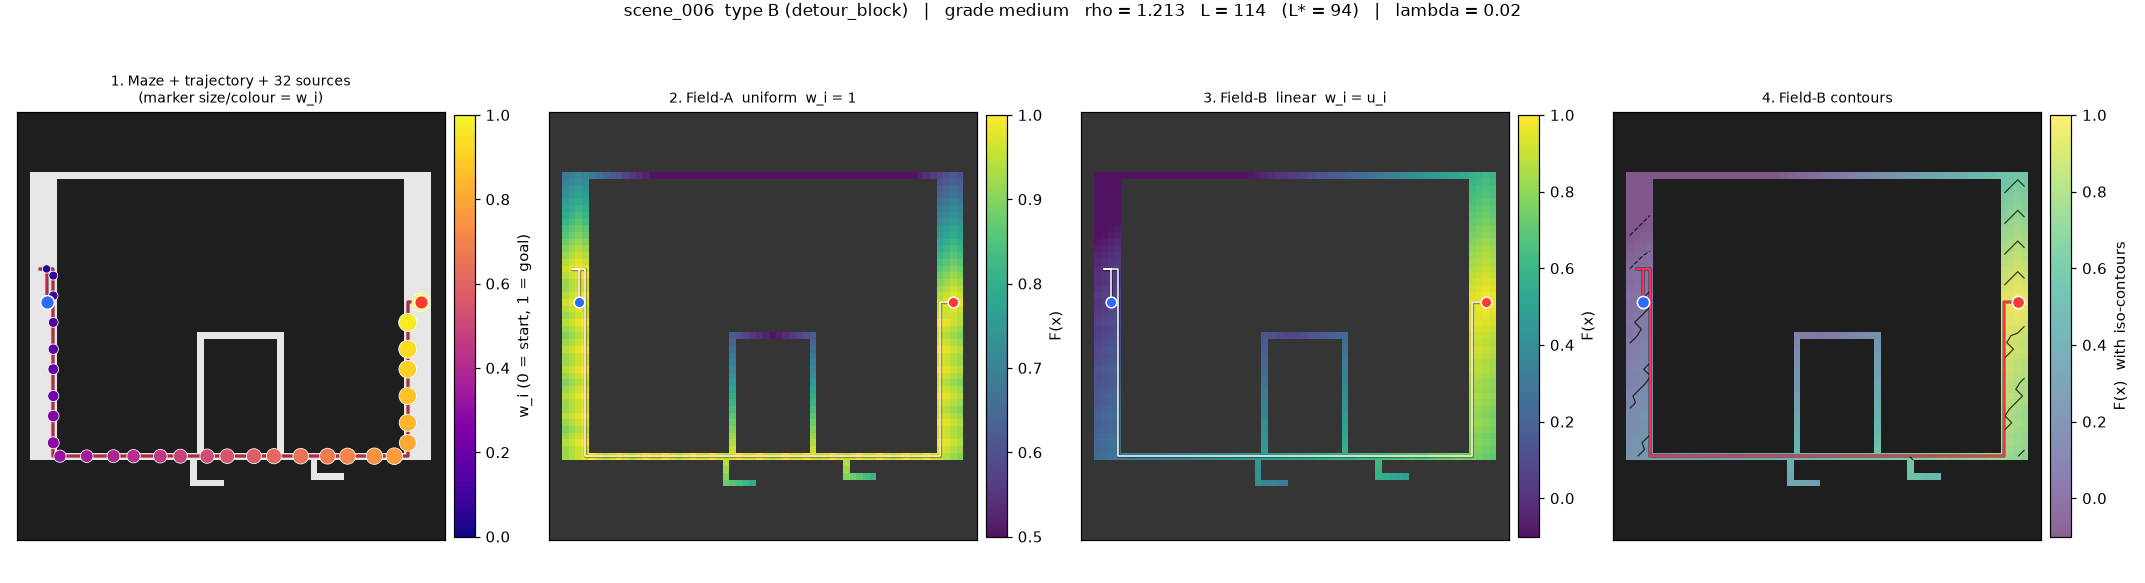 scene_006  type B (detour_block)   |   grade medium   rho = 1.213   L = 114   (L* = 94)   |   lambda = 0.02
1. Maze + trajectory + 32 sources
(marker size/colour = w_i)
1.0
0.8
0.6
0.4
0.2
0.0
w_i (0 = start, 1 = goal)
2. Field-A  uniform  w_i = 1
1.0
0.9
0.8
0.7
0.6
0.5
F(x)
3. Field-B  linear  w_i = u_i
1.0
0.8
0.6
0.4
0.2
0.0
F(x)
4. Field-B contours
1.0
0.8
0.6
0.4
0.2
0.0
F(x)  with iso-contours